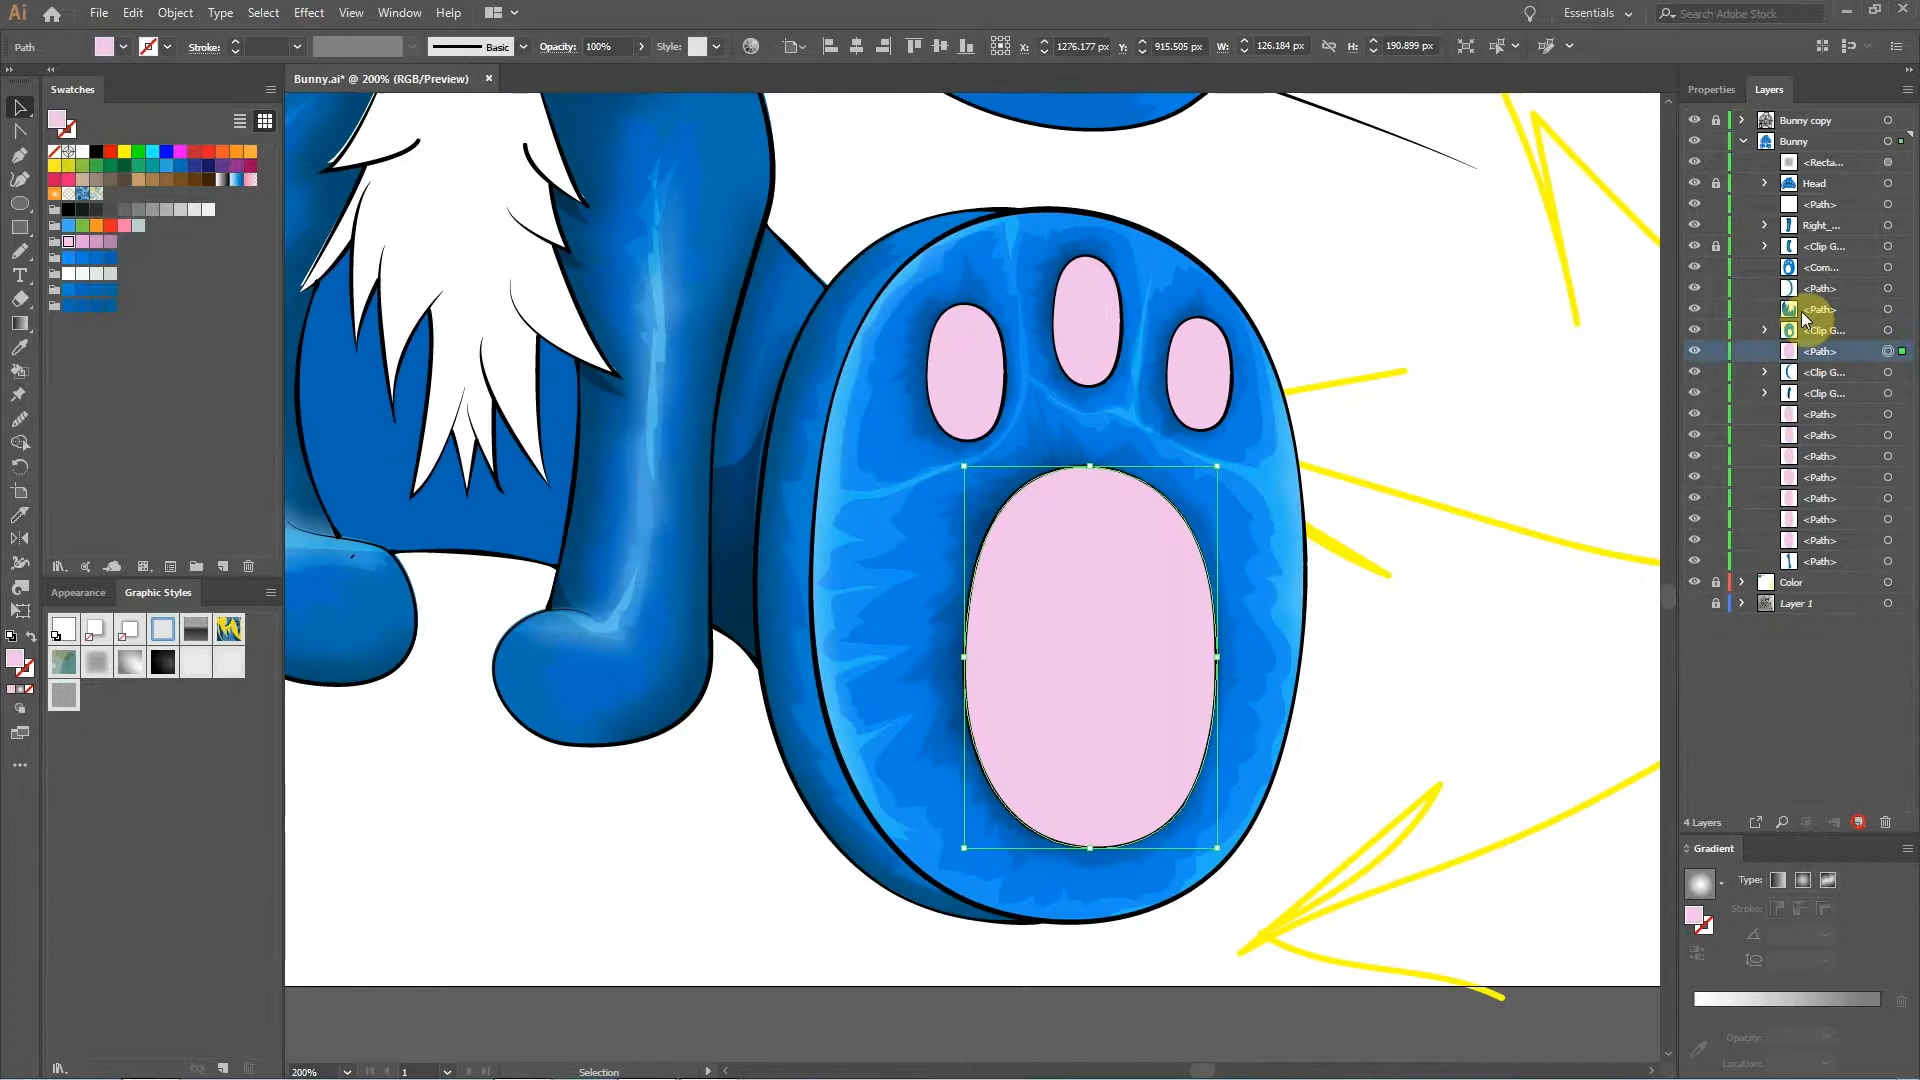 Ai File Edit Object Type Select Effect View Window Help Essentials Search Adobe Stock
Path Stroke: Basic Opacity: 100% Style: X: 1276.177 px Y: 915.505 px W: 126.184 px H: 190.899 px
Bunny.ai* @ 200% (RGB/Preview)
Swatches
Properties Layers
Bunny copy
Bunny
<Recta...
Head
<Path>
Right_...
<Clip G...
<Com...
<Path>
<Path>
<Clip G...
<Path>
<Clip G...
<Clip G...
<Path>
<Path>
<Path>
<Path>
<Path>
<Path>
<Path>
<Path>
Color
Layer 1
Appearance Graphic Styles
4 Layers
Gradient
Type:
Stroke:
Opacity:
Location:
200% 1 Selection